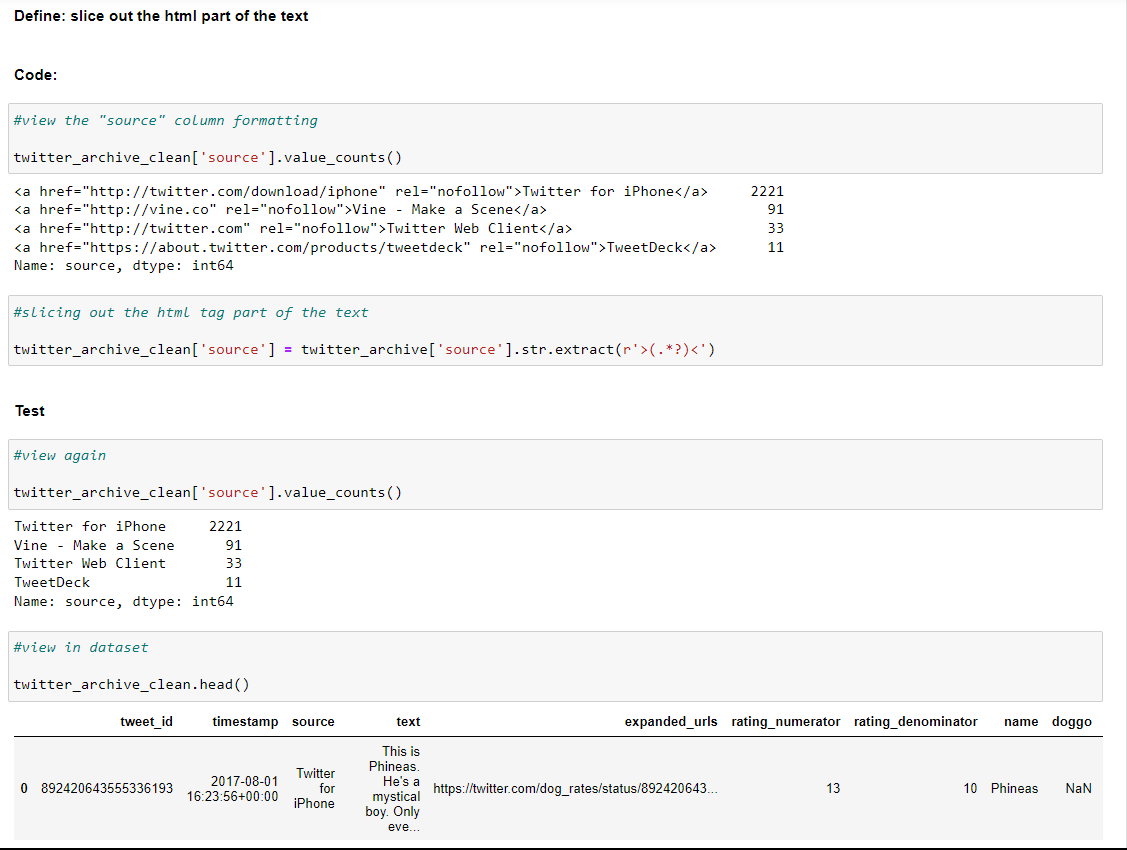 Define: slice out the html part of the text
Code:
#view the "source" column formatting
twitter_archive_clean['source'].value_counts()
<a href="http://twitter.com/download/iphone" rel="nofollow">Twitter for iPhone</a>     2221
<a href="http://vine.co" rel="nofollow">Vine - Make a Scene</a>                          91
<a href="http://twitter.com" rel="nofollow">Twitter Web Client</a>                       33
<a href="https://about.twitter.com/products/tweetdeck" rel="nofollow">TweetDeck</a>      11
Name: source, dtype: int64
#slicing out the html tag part of the text
twitter_archive_clean['source'] = twitter_archive['source'].str.extract(r'>(.*?)<')
Test
#view again
twitter_archive_clean['source'].value_counts()
Twitter for iPhone     2221
Vine - Make a Scene      91
Twitter Web Client       33
TweetDeck                11
Name: source, dtype: int64
#view in dataset
twitter_archive_clean.head()
tweet_id timestamp source text expanded_urls rating_numerator rating_denominator name doggo
0 892420643555336193 2017-08-01
16:23:56+00:00
Twitter
for
iPhone
This is
Phineas.
He's a
mystical
boy. Only
eve...
https://twitter.com/dog_rates/status/892420643... 13 10 Phineas NaN